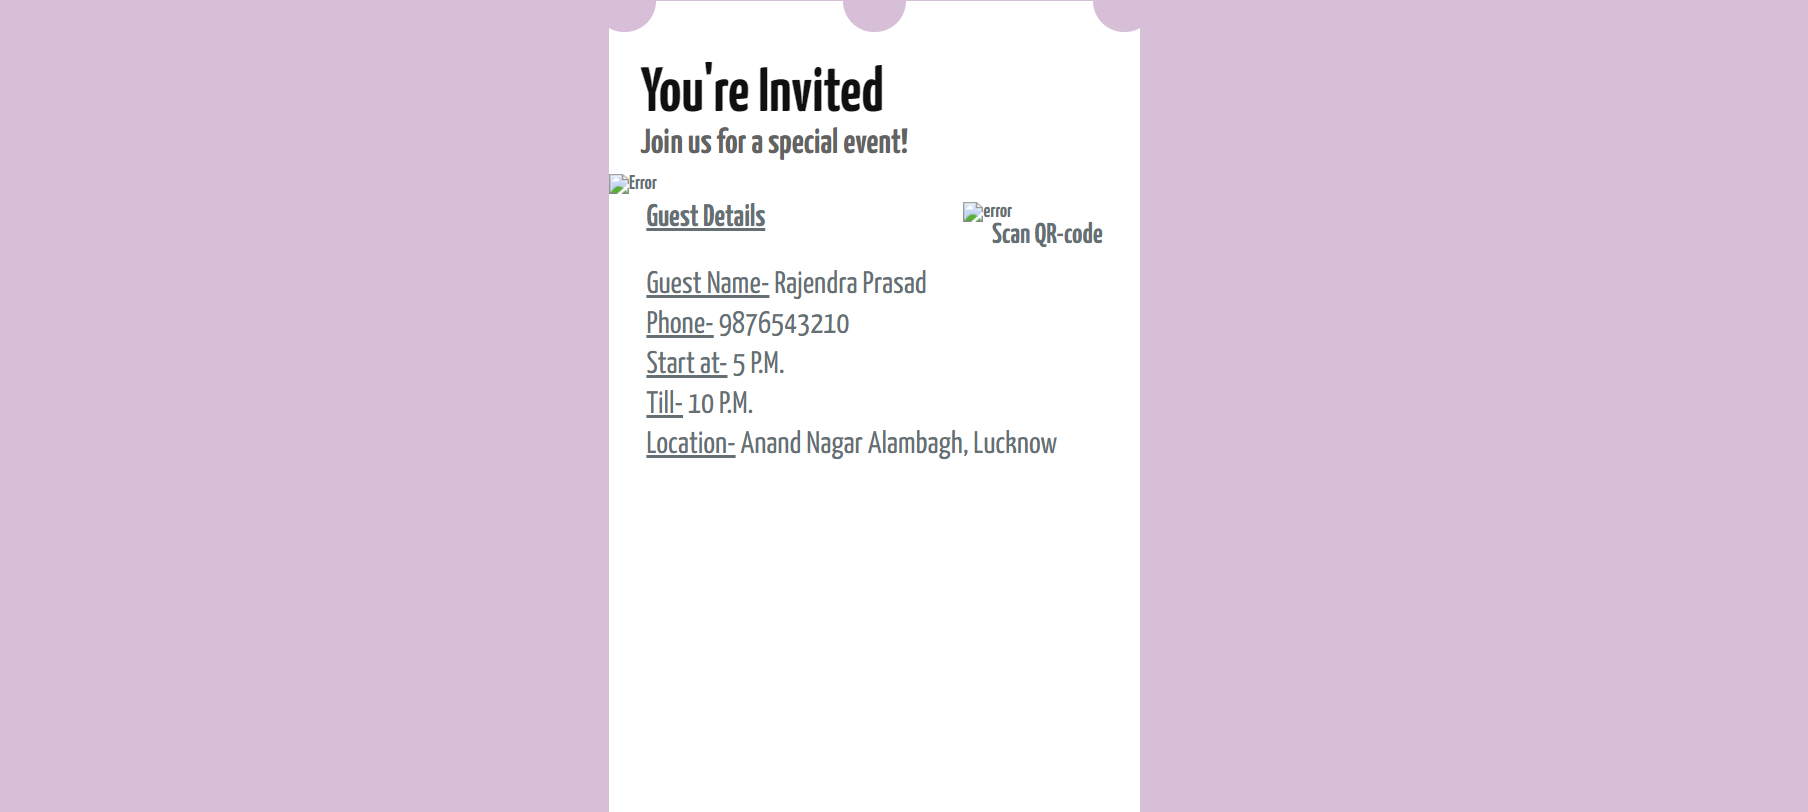 You're Invited
Join us for a special event!
Error
Guest Details
error
Scan QR-code
Guest Name- Rajendra Prasad
Phone- 9876543210
Start at- 5 P.M.
Till- 10 P.M.
Location- Anand Nagar Alambagh, Lucknow